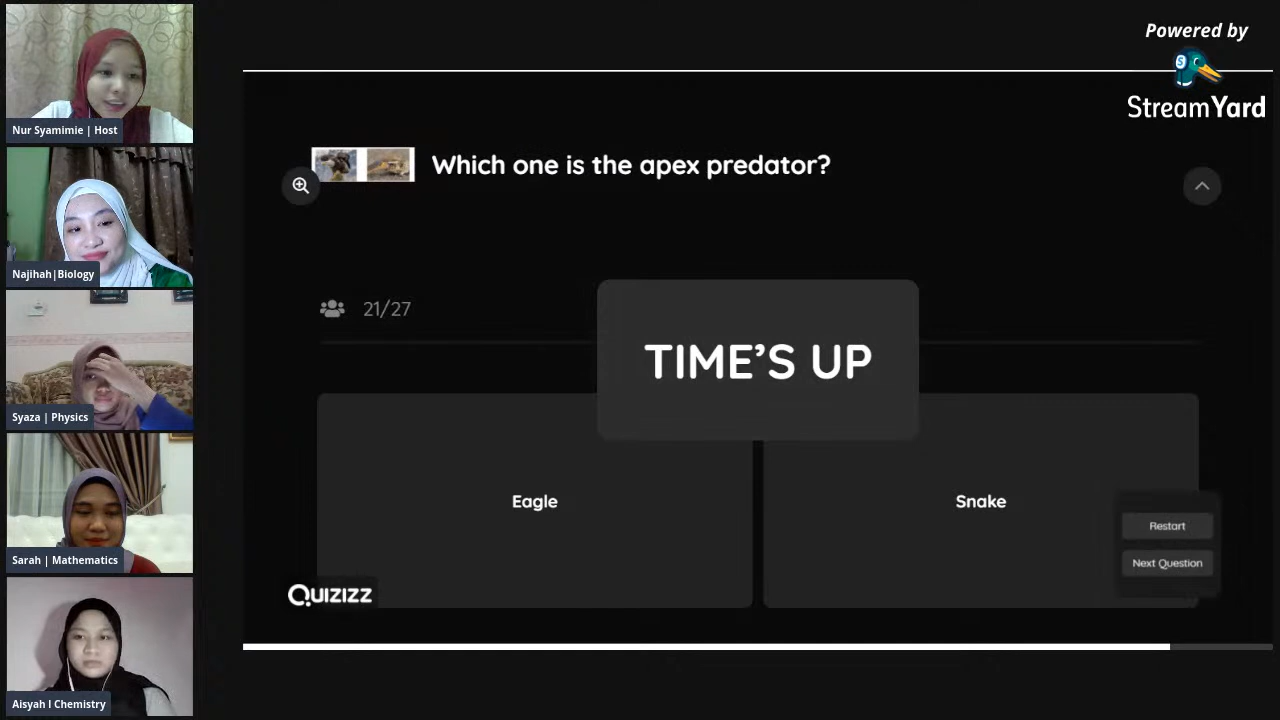 Nur Syamimie | Host
Najihah|Biology
Syaza | Physics
Sarah | Mathematics
Aisyah I Chemistry
Powered by
StreamYard
Which one is the apex predator?
21/27
TIME'S UP
Eagle
Snake
Restart
Next Question
Quizizz